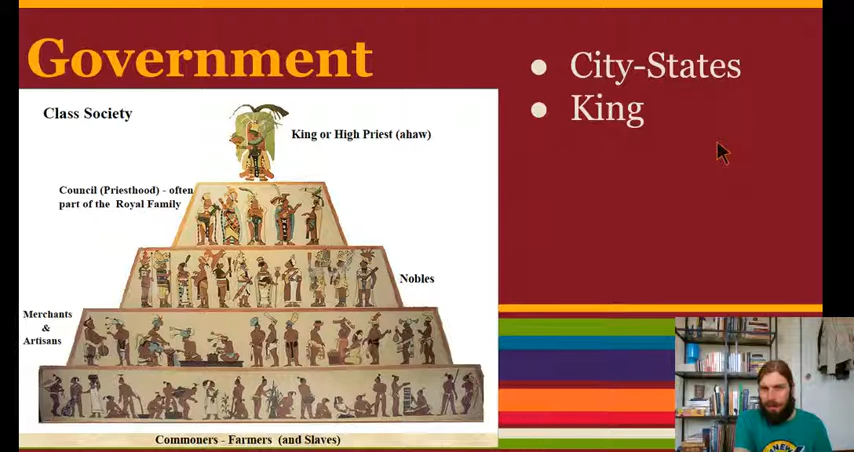 Government
● City-States
● King
Class Society
King or High Priest (ahaw)
Council (Priesthood) - often
part of the Royal Family
Nobles
Merchants
&
Artisans
Commoners - Farmers (and Slaves)